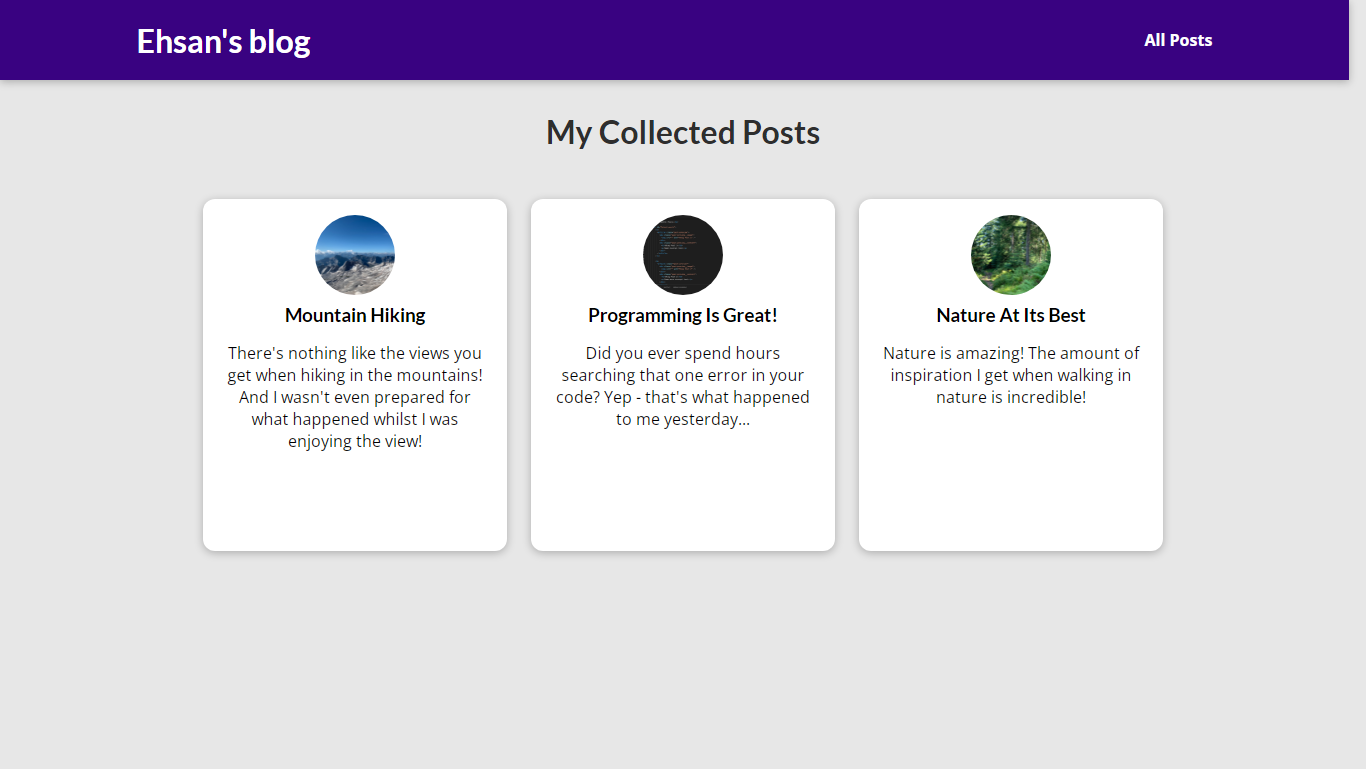 Ehsan's blog
All Posts
My Collected Posts
Mountain Hiking
There's nothing like the views you
get when hiking in the mountains!
And I wasn't even prepared for
what happened whilst I was
enjoying the view!
Programming Is Great!
Did you ever spend hours
searching that one error in your
code? Yep - that's what happened
to me yesterday...
Nature At Its Best
Nature is amazing! The amount of
inspiration I get when walking in
nature is incredible!